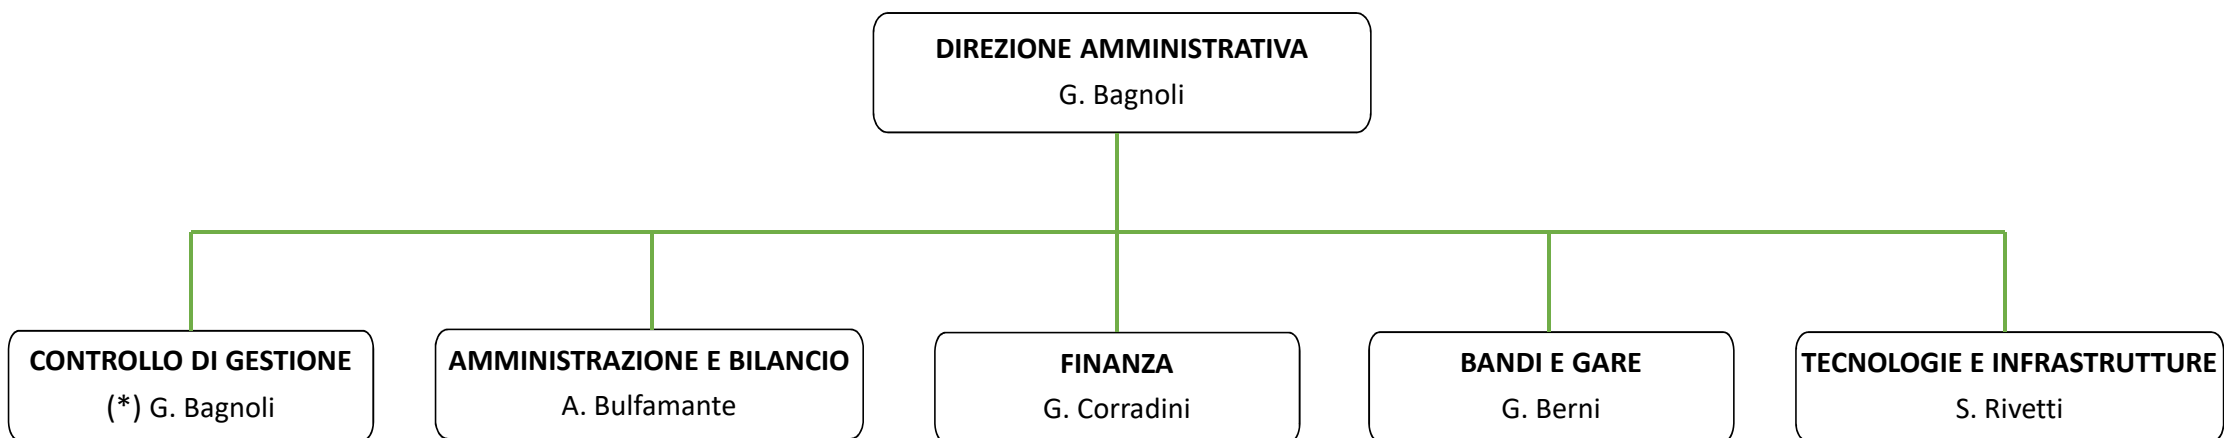 DIREZIONE AMMINISTRATIVA
G. Bagnoli
CONTROLLO DI GESTIONE
(*) G. Bagnoli
AMMINISTRAZIONE E BILANCIO
A. Bulfamante
FINANZA
G. Corradini
BANDI E GARE
G. Berni
TECNOLOGIE E INFRASTRUTTURE
S. Rivetti